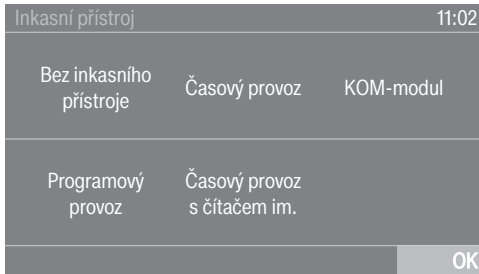 Inkasní přístroj 11:02
Bez inkasního
přístroje
Časový provoz
KOM-modul
Programový
provoz
Časový provoz
s čítačem im.
OK